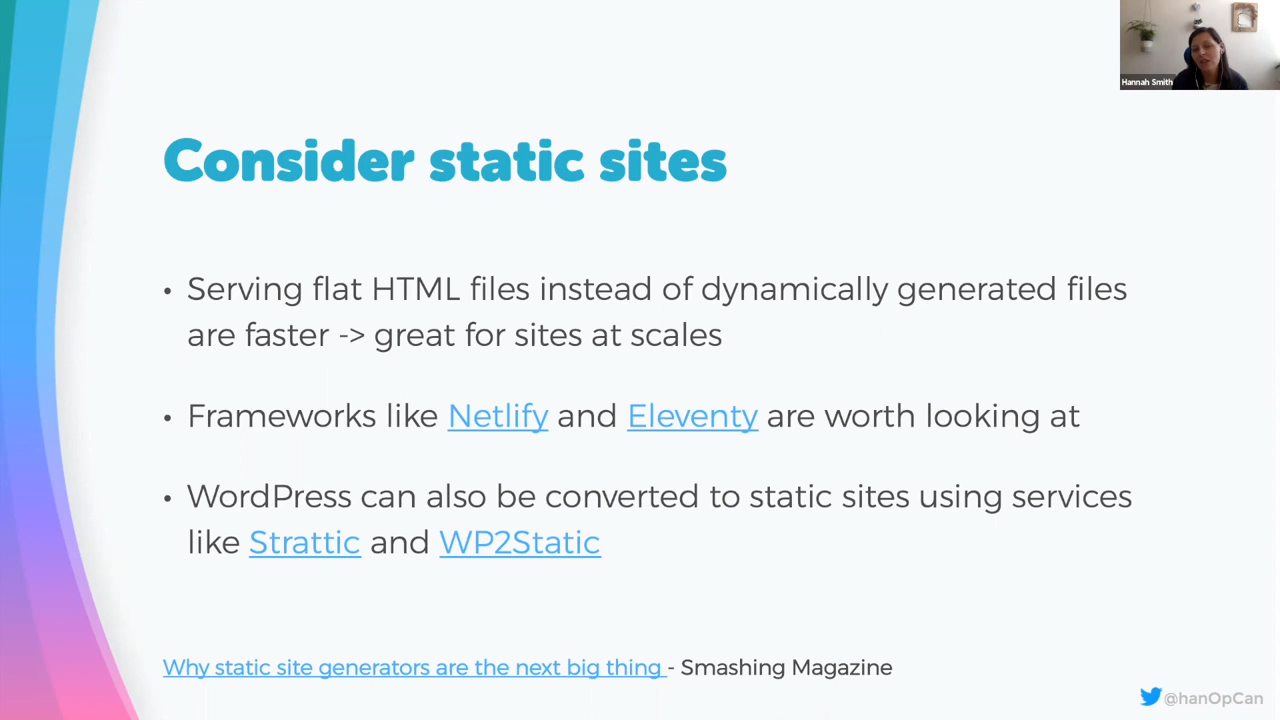 Hannah Smith
Consider static sites
• Serving flat HTML files instead of dynamically generated files
are faster -> great for sites at scales
• Frameworks like Netlify and Eleventy are worth looking at
• WordPress can also be converted to static sites using services
like Strattic and WP2Static
Why static site generators are the next big thing - Smashing Magazine
@hanOpCan